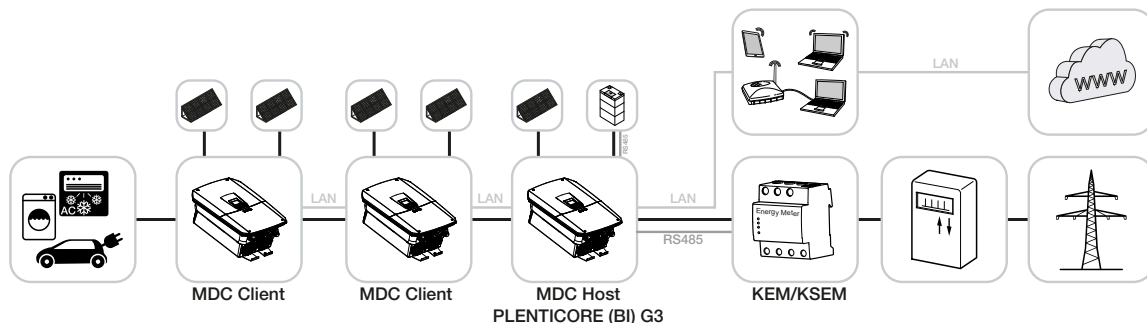 LAN
WWW
RS485
AC
LAN
LAN
LAN
RS485
Energy Meter
MDC Client
MDC Client
MDC Host
PLENTICORE (BI) G3
KEM/KSEM